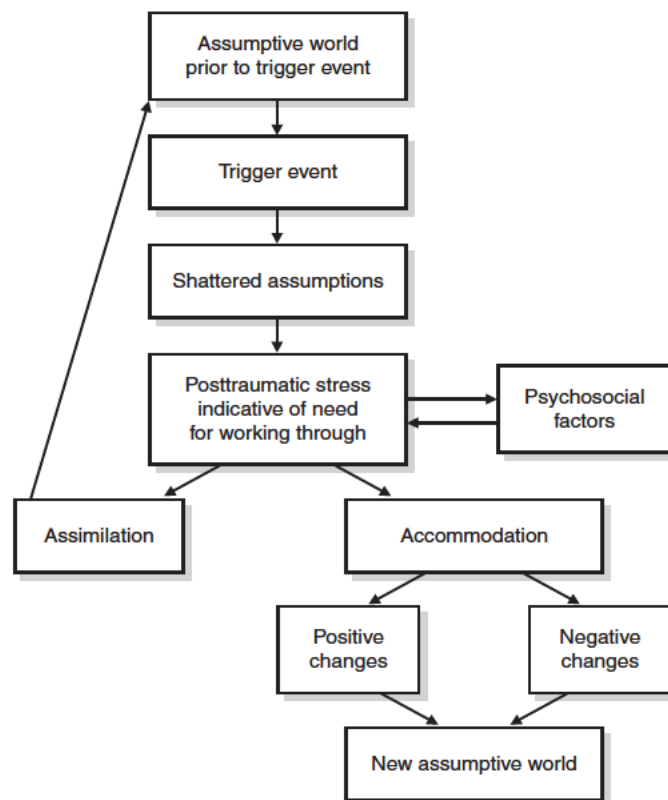 Assumptive world
prior to trigger event
Trigger event
Shattered assumptions
Posttraumatic stress
indicative of need
for working through
Psychosocial
factors
Assimilation
Accommodation
Positive
changes
Negative
changes
New assumptive world